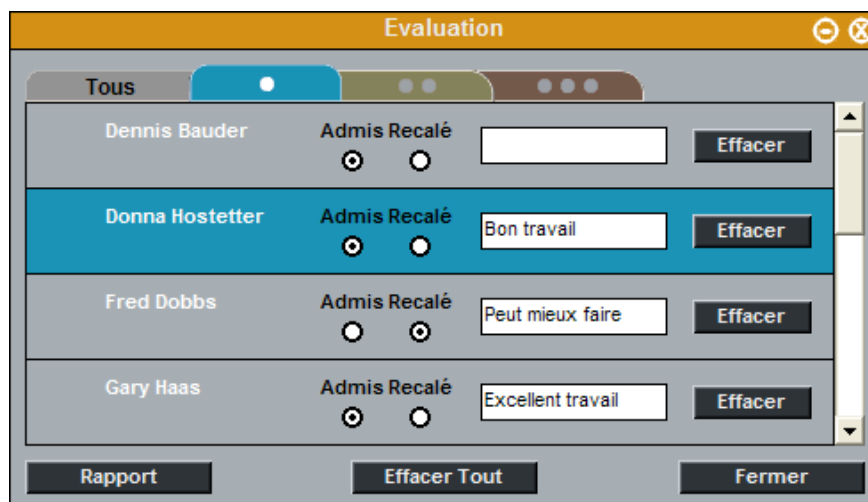 Evaluation
Tous
Dennis Bauder Admis Recalé Effacer
Donna Hostetter Admis Recalé Bon travail Effacer
Fred Dobbs Admis Recalé Peut mieux faire Effacer
Gary Haas Admis Recalé Excellent travail Effacer
Rapport Effacer Tout Fermer